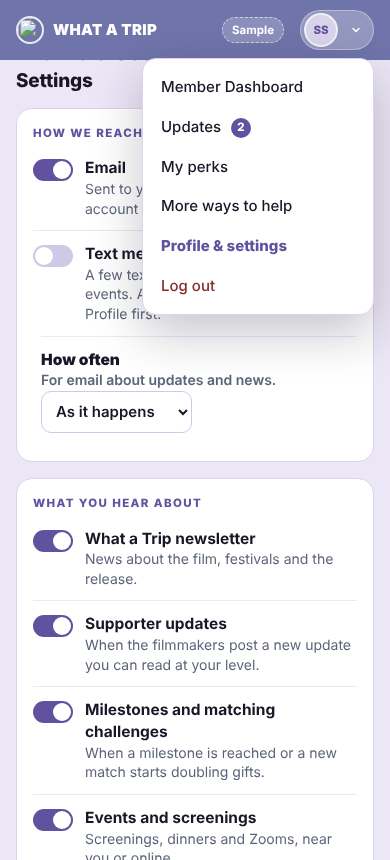 WHAT A TRIP
Sample
SS
Settings
Member Dashboard
Updates 2
My perks
More ways to help
Profile & settings
Log out
HOW WE REACH
Email
Sent to y
account
Text me
A few tex
events. A
Profile first.
How often
For email about updates and news.
As it happens
WHAT YOU HEAR ABOUT
What a Trip newsletter
News about the film, festivals and the
release.
Supporter updates
When the filmmakers post a new update
you can read at your level.
Milestones and matching
challenges
When a milestone is reached or a new
match starts doubling gifts.
Events and screenings
Screenings, dinners and Zooms, near
you or online.